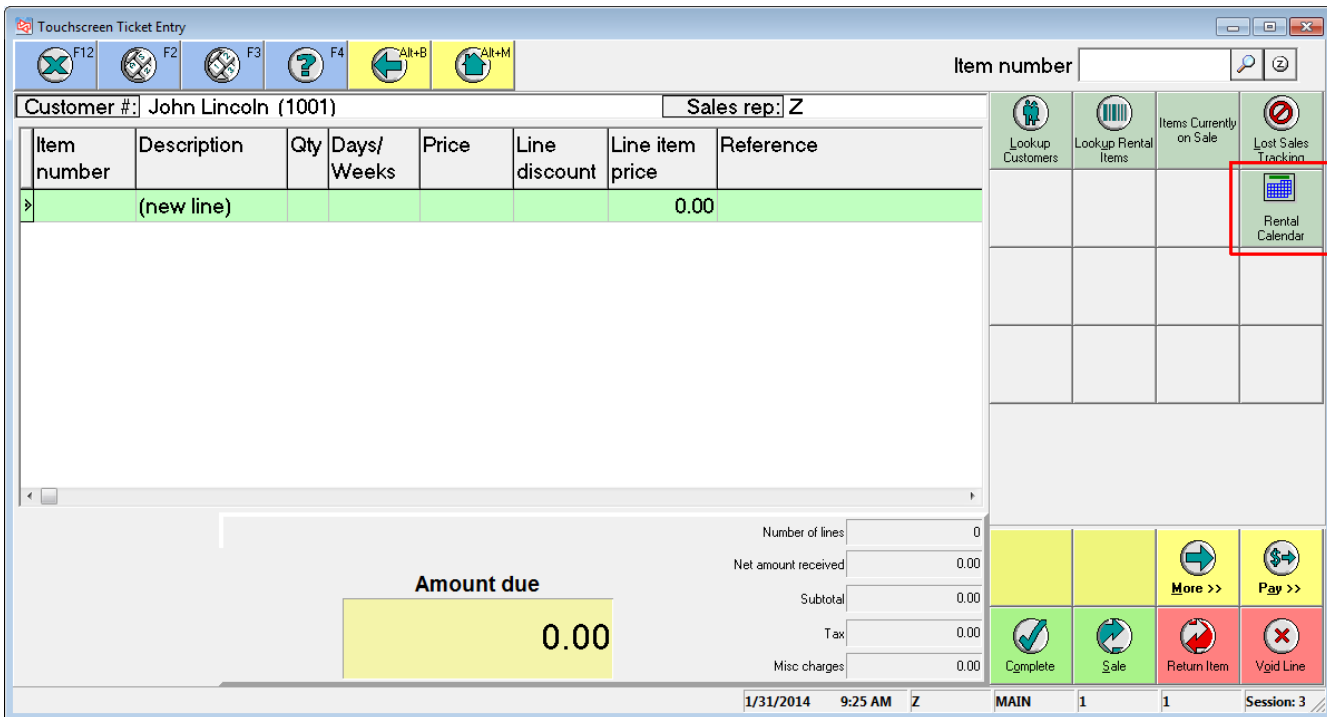 Touchscreen Ticket Entry
F12 F2 F3 F4 Alt+B Alt+M
Item number
Customer #: John Lincoln (1001) Sales rep: Z
Item number Description Qty Days/Weeks Price Line discount Line item price Reference
(new line) 0.00
Lookup Customers
Lookup Rental Items
Items Currently on Sale
Lost Sales Tracking
Rental Calendar
Number of lines 0
Net amount received 0.00
Subtotal 0.00
Tax 0.00
Misc charges 0.00
Amount due
0.00
More >>
Pay >>
Complete
Sale
Return Item
Void Line
1/31/2014 9:25 AM Z MAIN 1 1 Session: 3